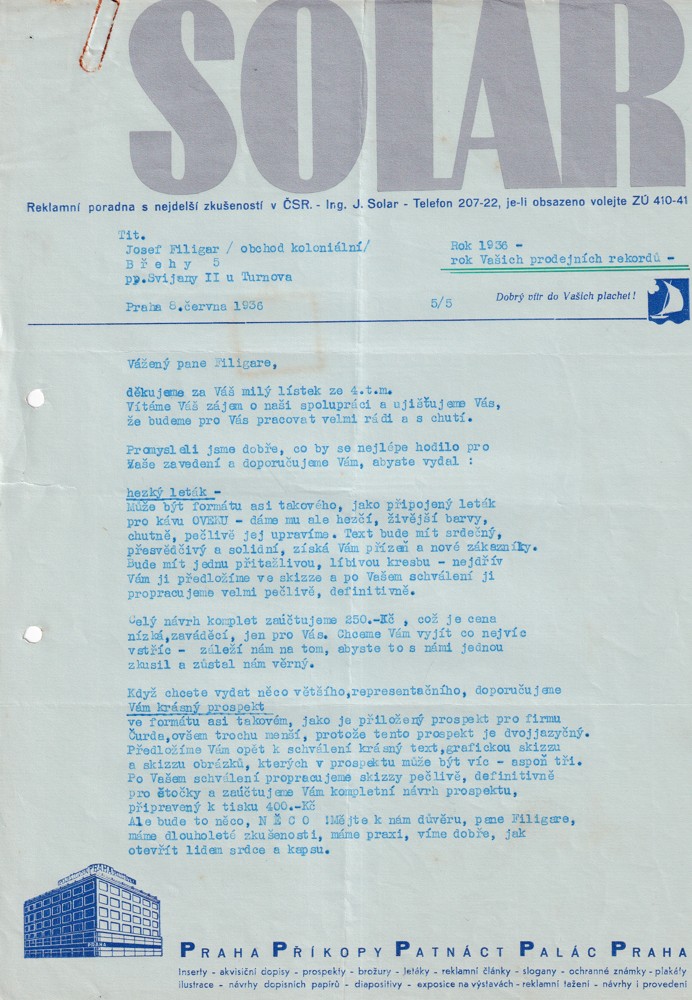 SOLAR
Reklamní poradna s nejdelší zkušeností v ČSR. - Ing. J. Solar - Telefon 207-22, je-li obsazeno volejte ZÚ 410-41
Tit.
Josef Filigar / obchod koloniální/
B ř e h y 5
pp.Svijany II u Turnova
Rok 1936 -
rok Vašich prodejních rekordů -
Praha 8.června 1936
5/5
Dobrý vítr do Vašich plachet!
Vážený pane Filigare,
děkujeme za Váš milý lístek ze 4.t.m.
Vítáme Váš zájem o naši spolupráci a ujišťujeme Vás,
že budeme pro Vás pracovat velmi rádi a s chutí.
Promysleli jsme dobře, co by se nejlépe hodilo pro
Vaše zavedení a doporučujeme Vám, abyste vydal :
hezký leták -
Může být formátu asi takového, jako připojený leták
pro kávu - dáme mu ale hezčí, živější barvy,
chutně, pečlivě jej upravíme. Text bude mít srdečný,
přesvědčivý a solidní, získá Vám přízeň a nové zákazníky.
Bude mít jednu přitažlivou, líbivou kresbu - nejdřív
Vám ji předložíme ve skizze a po Vašem schválení ji
propracujeme velmi pečlivě, definitivně.
Celý návrh komplet zaúčtujeme 250.-Kč , což je cena
nízká,zaváděcí, jen pro Vás. Chceme Vám vyjít co nejvíc
vstříc - záleží nám na tom, abyste to s námi jednou
zkusil a zůstal nám věrný.
Když chcete vydat něco většího,representačního, doporučujeme
Vám krásný prospekt
ve formátu asi takovém, jako je přiložený prospekt pro firmu
Čurda,ovšem trochu menší, protože tento prospekt je dvojjazyčný.
Předložíme Vám opět k schválení krásný text,grafickou skizzu
a skizzu obrázků, kterých v prospektu může být víc - aspoň tři.
Po Vašem schválení propracujeme skizzy pečlivě, definitivně
pro štočky a zaúčtujeme Vám kompletní návrh prospektu,
připravený k tisku 400.-Kč
Ale bude to něco, N Ě C O !Mějte k nám důvěru, pane Filigare,
máme dlouholeté zkušenosti, máme praxi, víme dobře, jak
otevřít lidem srdce a kapsu.
PRAHA
PRAHA PŘÍKOPY PATNÁCT PALÁC PRAHA
Inserty - akvisiční dopisy - prospekty - brožury - letáky - reklamní články - slogany - ochranné známky - plakáty
ilustrace - návrhy dopisních papírů - diapositivy - exposice na výstavách - reklamní tažení - návrhy i provedení